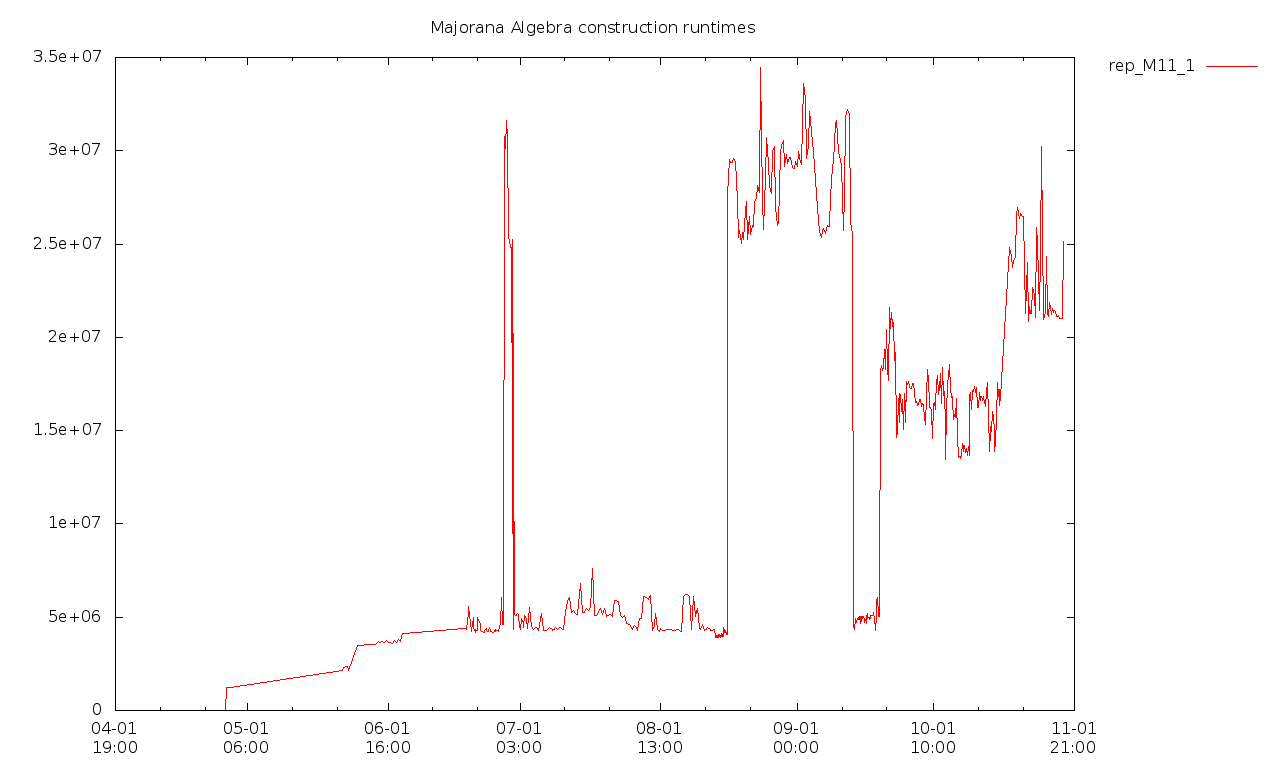 Majorana Algebra construction runtimes
rep_M11_1
3.5e+07
3e+07
2.5e+07
2e+07
1.5e+07
1e+07
5e+06
0
04-01 05-01 06-01 07-01 08-01 09-01 10-01 11-01
19:00 06:00 16:00 03:00 13:00 00:00 10:00 21:00